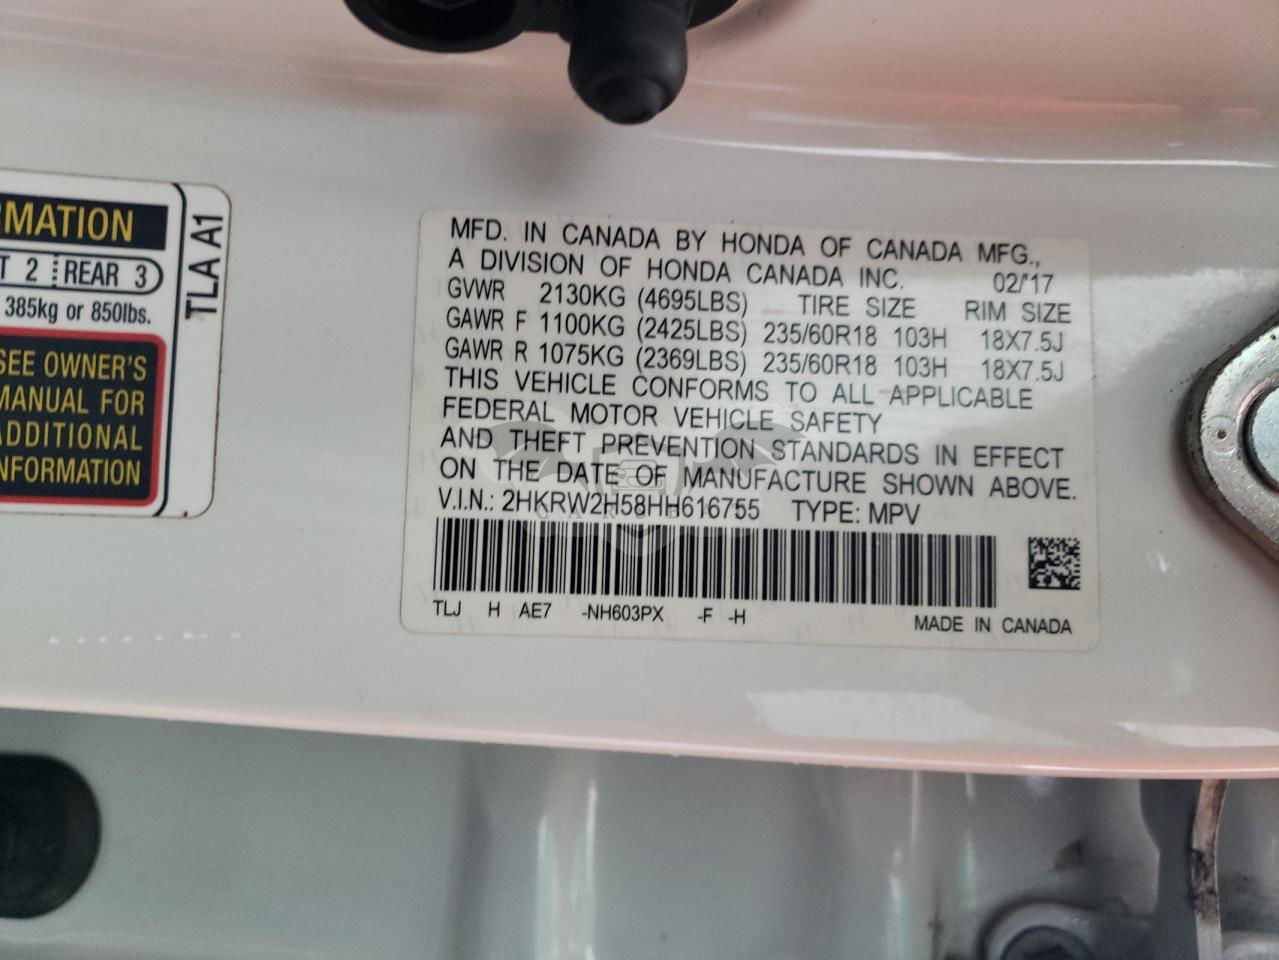 RMATION
T 2 REAR 3
385kg or 850lbs.
SEE OWNER'S
MANUAL FOR
ADDITIONAL
INFORMATION
TLA A1
MFD. IN CANADA BY HONDA OF CANADA MFG.,
A DIVISION OF HONDA CANADA INC. 02/'17
GVWR 2130KG (4695LBS) TIRE SIZE RIM SIZE
GAWR F 1100KG (2425LBS) 235/60R18 103H 18X7.5J
GAWR R 1075KG (2369LBS) 235/60R18 103H 18X7.5J
THIS VEHICLE CONFORMS TO ALL APPLICABLE
FEDERAL MOTOR VEHICLE SAFETY
AND THEFT PREVENTION STANDARDS IN EFFECT
ON THE DATE OF MANUFACTURE SHOWN ABOVE.
V.I.N.: 2HKRW2H58HH616755 TYPE: MPV
TLJ H AE7 -NH603PX -F -H
MADE IN CANADA